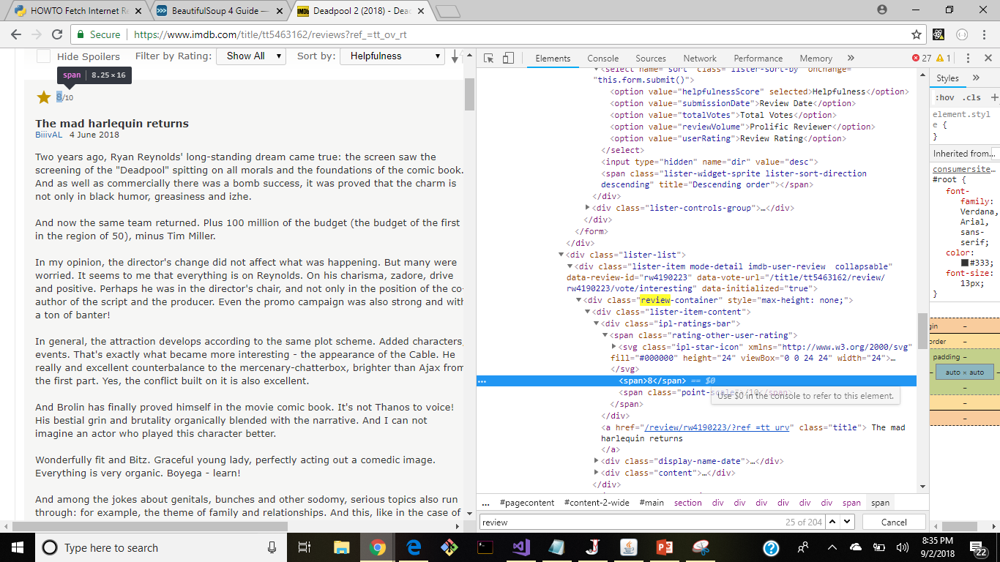 HOWTO Fetch Internet Re
BeautifulSoup 4 Guide —
IMDb
Deadpool 2 (2018) - Dead
Secure
https://www.imdb.com/title/tt5463162/reviews?ref_=tt_ov_rt
Hide Spoilers
Filter by Rating:
Show All
Sort by:
Helpfulness
span 8.25 × 16
8/10
The mad harlequin returns
BiiivAL 4 June 2018
Two years ago, Ryan Reynolds' long-standing dream came true: the screen saw the
screening of the "Deadpool" spitting on all morals and the foundations of the comic book.
And as well as commercially there was a bomb success, it was proved that the charm is
not only in black humor, greasiness and izhe.
And now the same team returned. Plus 100 million of the budget (the budget of the first
in the region of 50), minus Tim Miller.
In my opinion, the director's change did not affect what was happening. But many were
worried. It seems to me that everything is on Reynolds. On his charisma, zadore, drive
and positive. Perhaps he was in the director's chair, and not only in the position of the co-
author of the script and the producer. Even the promo campaign was also strong and with
a ton of banter!
In general, the attraction develops according to the same plot scheme. Added characters,
events. That's exactly what became more interesting - the appearance of the Cable. He
really and excellent counterbalance to the mercenary-chatterbox, brighter than Ajax from
the first part. Yes, the conflict built on it is also excellent.
And Brolin has finally proved himself in the movie comic book. It's not Thanos to voice!
His bestial grin and brutality organically blended with the narrative. And I can not
imagine an actor who played this character better.
Wonderfully fit and Bitz. Graceful young lady, perfectly acting out a comedic image.
Everything is very organic. Boyega - learn!
And among the jokes about genitals, bunches and other sodomy, serious topics also run
through: for example, the theme of family and relationships. And this, like in the case of
Elements
Console
Sources
Network
Performance
Memory
»
27
1
<select name="sort" class="lister-sort-by" onchange=
"this.form.submit()">
<option value="helpfulnessScore" selected>Helpfulness</option>
<option value="submissionDate">Review Date</option>
<option value="totalVotes">Total Votes</option>
<option value="reviewVolume">Prolific Reviewer</option>
<option value="userRating">Review Rating</option>
</select>
<input type="hidden" name="dir" value="desc">
<span class="lister-widget-sprite lister-sort-direction
descending" title="Descending order"></span>
</div>
<div class="lister-controls-group">…</div>
</div>
</form>
</div>
<div class="lister-list">
<div class="lister-item mode-detail imdb-user-review  collapsable"
data-review-id="rw4190223" data-vote-url="/title/tt5463162/review/
rw4190223/vote/interesting" data-initialized="true">
<div class="review-container" style="max-height: none;">
<div class="lister-item-content">
<div class="ipl-ratings-bar">
<span class="rating-other-user-rating">
<svg class="ipl-star-icon" xmlns="http://www.w3.org/2000/svg"
fill="#000000" height="24" viewBox="0 0 24 24" width="24">…
</svg>
<span>8</span> == $0
<span class="point-scale">/10</span>
Use $0 in the console to refer to this element.
</span>
</div>
<a href="/review/rw4190223/?ref_=tt_urv" class="title"> The mad
harlequin returns
</a>
<div class="display-name-date">…</div>
<div class="content">…</div>
</div>
... #pagecontent #content-2-wide #main section div div div div div div span span
review
25 of 204
Cancel
Styles
»
:hov .cls +
element.styl
e {
}
Inherited from…
consumersite…
#root {
font-
family:
Verdana,
Arial,
sans-
serif;
color:
#333;
font-size:
13px;
}
gin –
order –
padding –
auto × auto
–
–
–
Type here to search
8:35 PM
9/2/2018
22